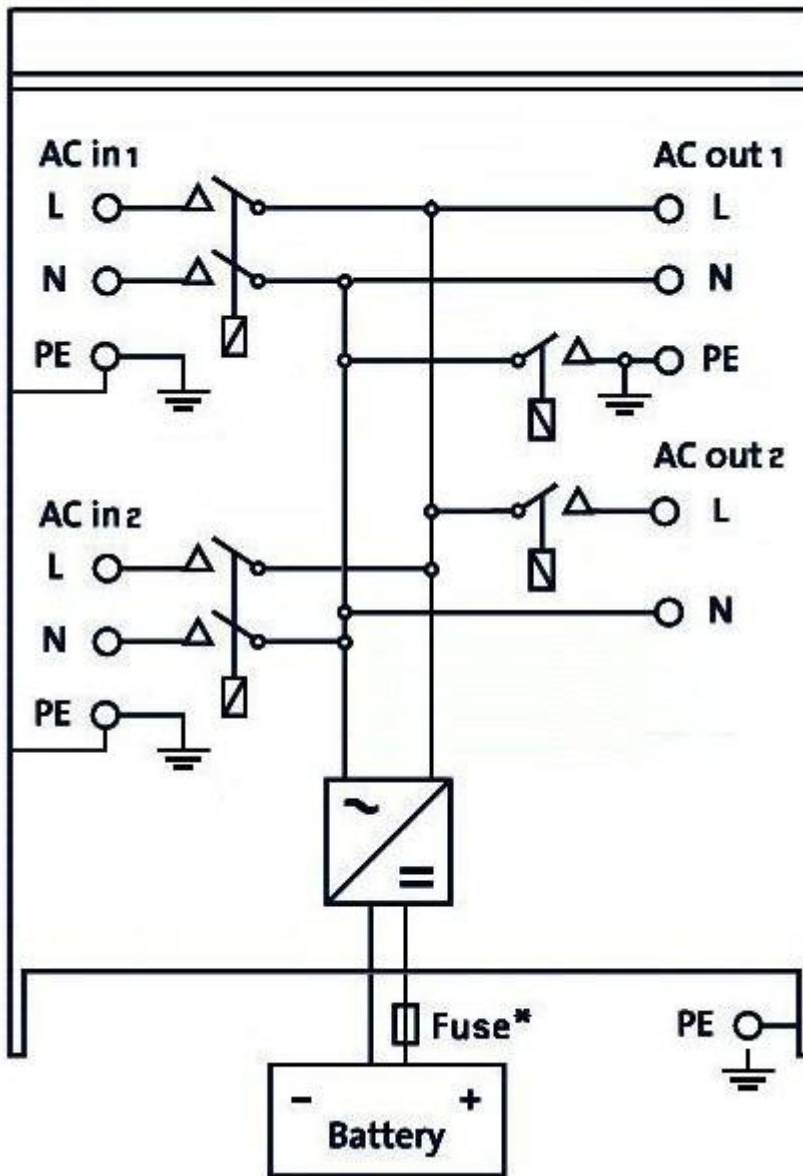 AC in 1
AC out 1
L
L
N
N
PE
PE
AC out 2
AC in 2
L
L
N
N
PE
~
=
Fuse*
PE
- +
Battery